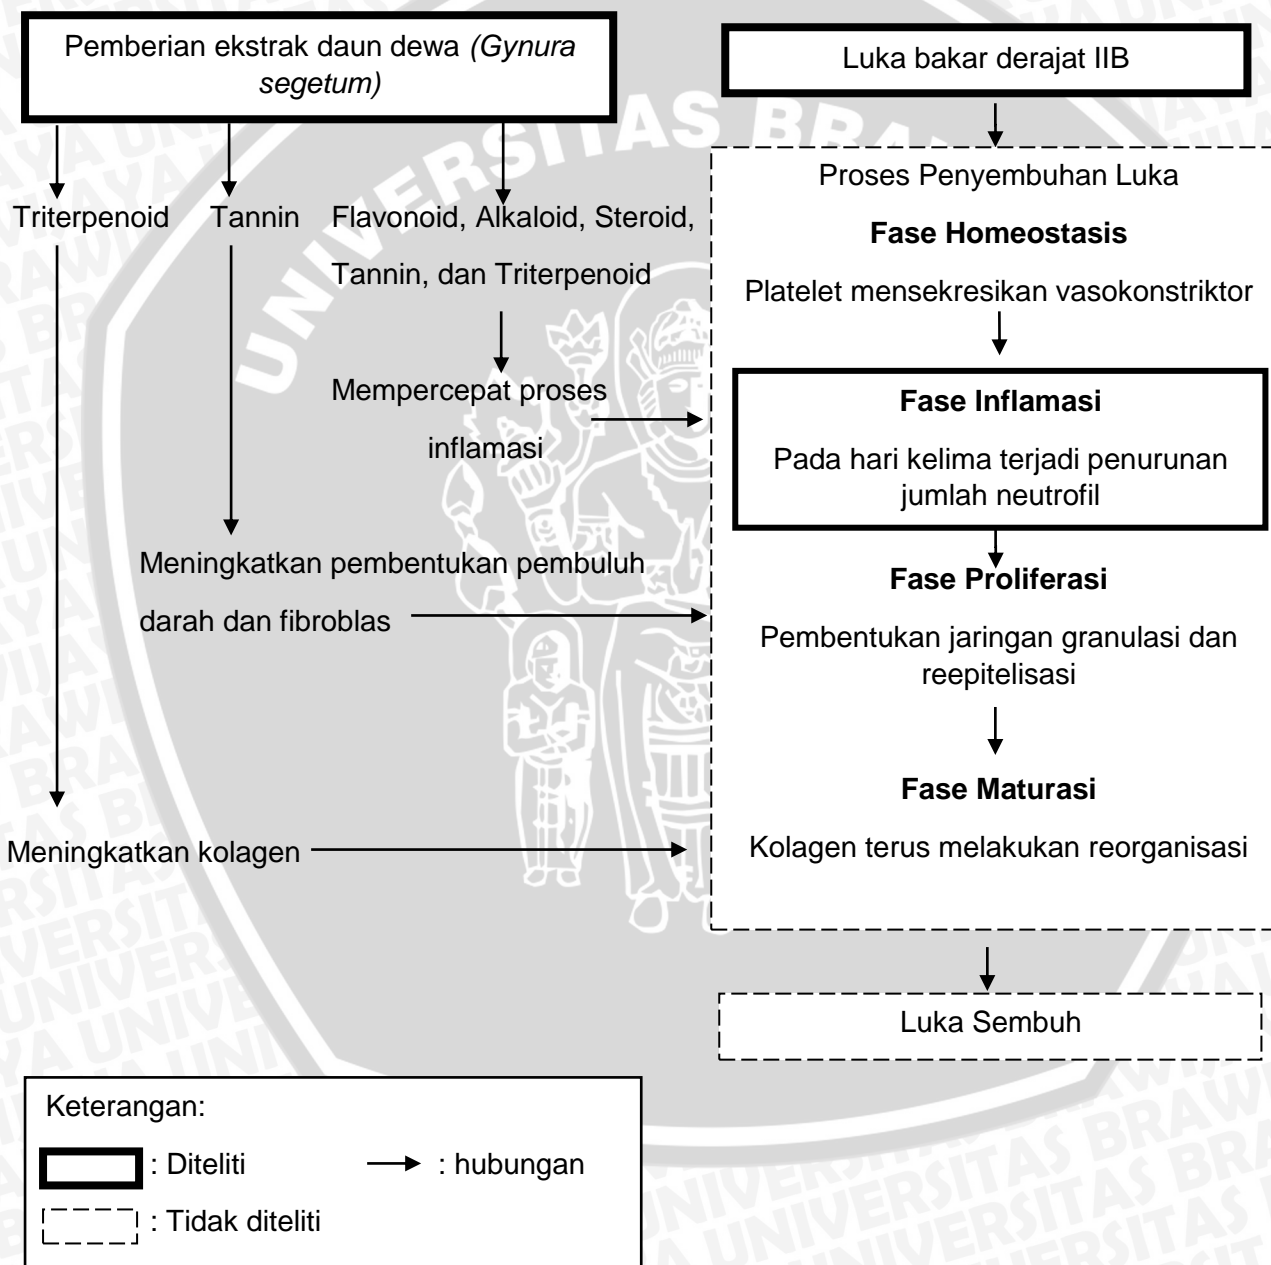 Pemberian ekstrak daun dewa (Gynura
segetum)
Luka bakar derajat IIB
Triterpenoid
Tannin
Flavonoid, Alkaloid, Steroid,
Tannin, dan Triterpenoid
Mempercepat proses
inflamasi
Meningkatkan pembentukan pembuluh
darah dan fibroblas
Meningkatkan kolagen
Proses Penyembuhan Luka
Fase Homeostasis
Platelet mensekresikan vasokonstriktor
Fase Inflamasi
Pada hari kelima terjadi penurunan
jumlah neutrofil
Fase Proliferasi
Pembentukan jaringan granulasi dan
reepitelisasi
Fase Maturasi
Kolagen terus melakukan reorganisasi
Luka Sembuh
Keterangan:
: Diteliti
: hubungan
: Tidak diteliti
UNIVERSITAS BRAW